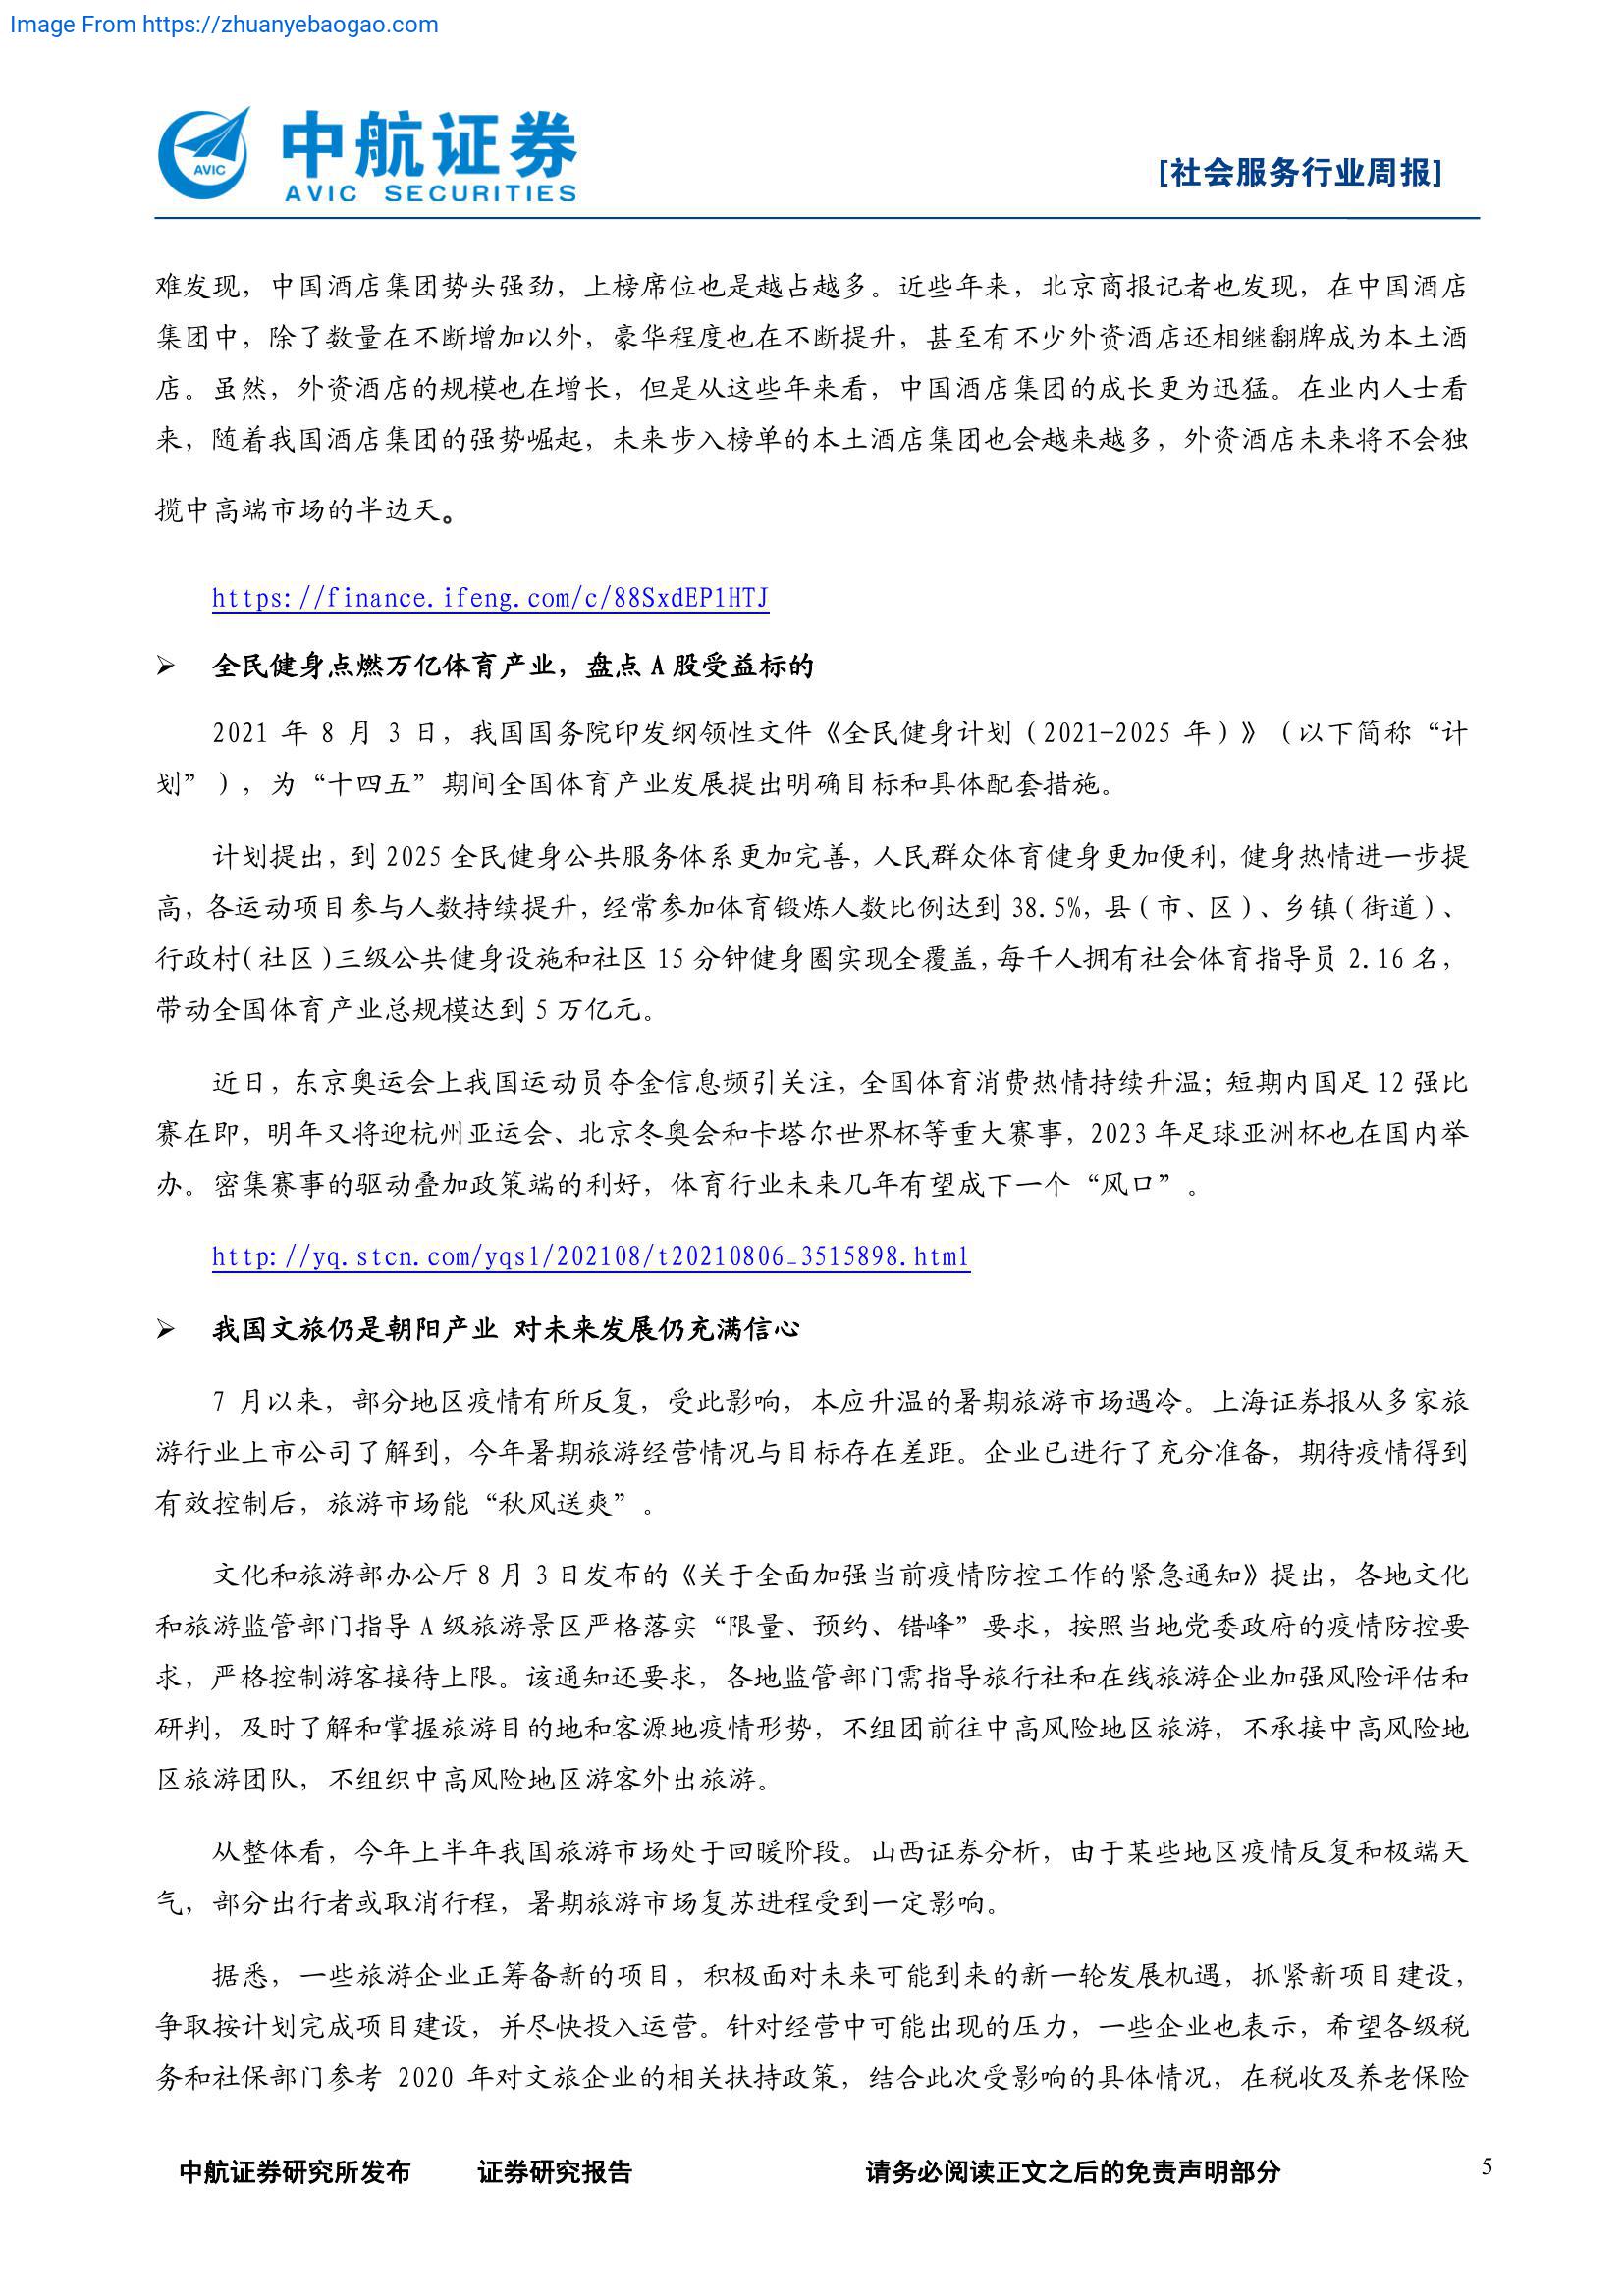 Image From https://zhuanyebaogao.com
中航证券
AVIC SECURITIES
AVIC
[社会服务行业周报]
难发现，中国酒店集团势头强劲，上榜席位也是越占越多。近些年来，北京商报记者也发现，在中国酒店
集团中，除了数量在不断增加以外，豪华程度也在不断提升，甚至有不少外资酒店还相继翻牌成为本土酒
店。虽然，外资酒店的规模也在增长，但是从这些年来看，中国酒店集团的成长更为迅猛。在业内人士看
来，随着我国酒店集团的强势崛起，未来步入榜单的本土酒店集团也会越来越多，外资酒店未来将不会独
揽中高端市场的半边天。
https://finance.ifeng.com/c/88SxdEP1HTJ
➢ 全民健身点燃万亿体育产业，盘点 A 股受益标的
2021 年 8 月 3 日，我国国务院印发纲领性文件《全民健身计划（2021-2025 年）》（以下简称“计
划”），为“十四五”期间全国体育产业发展提出明确目标和具体配套措施。
计划提出，到 2025 全民健身公共服务体系更加完善，人民群众体育健身更加便利，健身热情进一步提
高，各运动项目参与人数持续提升，经常参加体育锻炼人数比例达到 38.5%，县（市、区）、乡镇（街道）、
行政村（社区）三级公共健身设施和社区 15 分钟健身圈实现全覆盖，每千人拥有社会体育指导员 2.16 名，
带动全国体育产业总规模达到 5 万亿元。
近日，东京奥运会上我国运动员夺金信息频引关注，全国体育消费热情持续升温；短期内国足 12 强比
赛在即，明年又将迎杭州亚运会、北京冬奥会和卡塔尔世界杯等重大赛事，2023 年足球亚洲杯也在国内举
办。密集赛事的驱动叠加政策端的利好，体育行业未来几年有望成下一个“风口”。
http://yq.stcn.com/yqsl/202108/t20210806_3515898.html
➢ 我国文旅仍是朝阳产业 对未来发展仍充满信心
7 月以来，部分地区疫情有所反复，受此影响，本应升温的暑期旅游市场遇冷。上海证券报从多家旅
游行业上市公司了解到，今年暑期旅游经营情况与目标存在差距。企业已进行了充分准备，期待疫情得到
有效控制后，旅游市场能“秋风送爽”。
文化和旅游部办公厅 8 月 3 日发布的《关于全面加强当前疫情防控工作的紧急通知》提出，各地文化
和旅游监管部门指导 A 级旅游景区严格落实“限量、预约、错峰”要求，按照当地党委政府的疫情防控要
求，严格控制游客接待上限。该通知还要求，各地监管部门需指导旅行社和在线旅游企业加强风险评估和
研判，及时了解和掌握旅游目的地和客源地疫情形势，不组团前往中高风险地区旅游，不承接中高风险地
区旅游团队，不组织中高风险地区游客外出旅游。
从整体看，今年上半年我国旅游市场处于回暖阶段。山西证券分析，由于某些地区疫情反复和极端天
气，部分出行者或取消行程，暑期旅游市场复苏进程受到一定影响。
据悉，一些旅游企业正筹备新的项目，积极面对未来可能到来的新一轮发展机遇，抓紧新项目建设，
争取按计划完成项目建设，并尽快投入运营。针对经营中可能出现的压力，一些企业也表示，希望各级税
务和社保部门参考 2020 年对文旅企业的相关扶持政策，结合此次受影响的具体情况，在税收及养老保险
中航证券研究所发布 证券研究报告 请务必阅读正文之后的免责声明部分 5